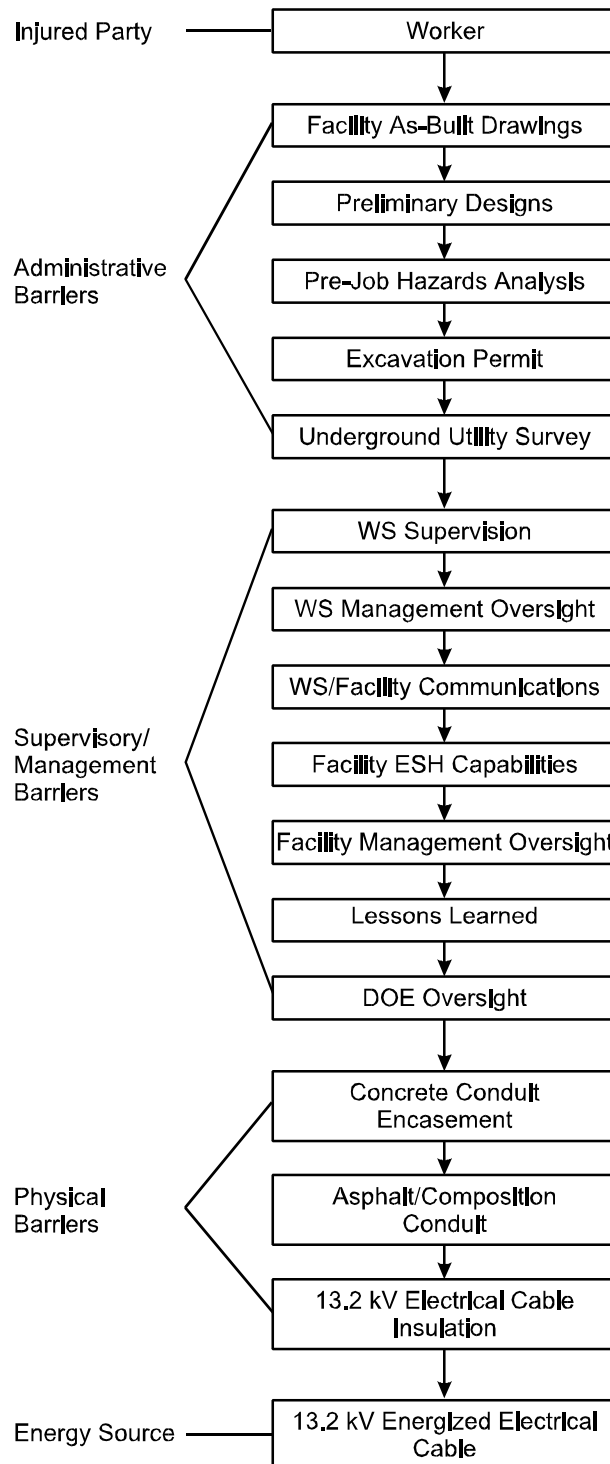 Injured Party
Worker
Facility As-Built Drawings
Preliminary Designs
Administrative
Barriers
Pre-Job Hazards Analysis
Excavation Permit
Underground Utility Survey
WS Supervision
WS Management Oversight
WS/Facility Communications
Supervisory/
Management
Barriers
Facility ESH Capabilities
Facility Management Oversight
Lessons Learned
DOE Oversight
Concrete Conduit
Encasement
Physical
Barriers
Asphalt/Composition
Conduit
13.2 kV Electrical Cable
Insulation
Energy Source
13.2 kV Energized Electrical
Cable